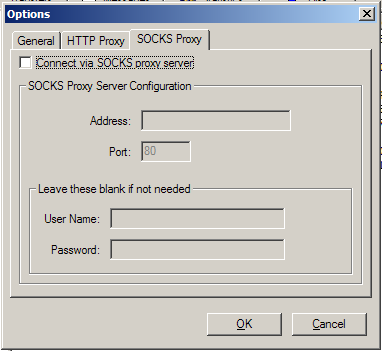 Options
General HTTP Proxy SOCKS Proxy
Connect via SOCKS proxy server
SOCKS Proxy Server Configuration
Address:
Port: 80
Leave these blank if not needed
User Name:
Password:
OK Cancel